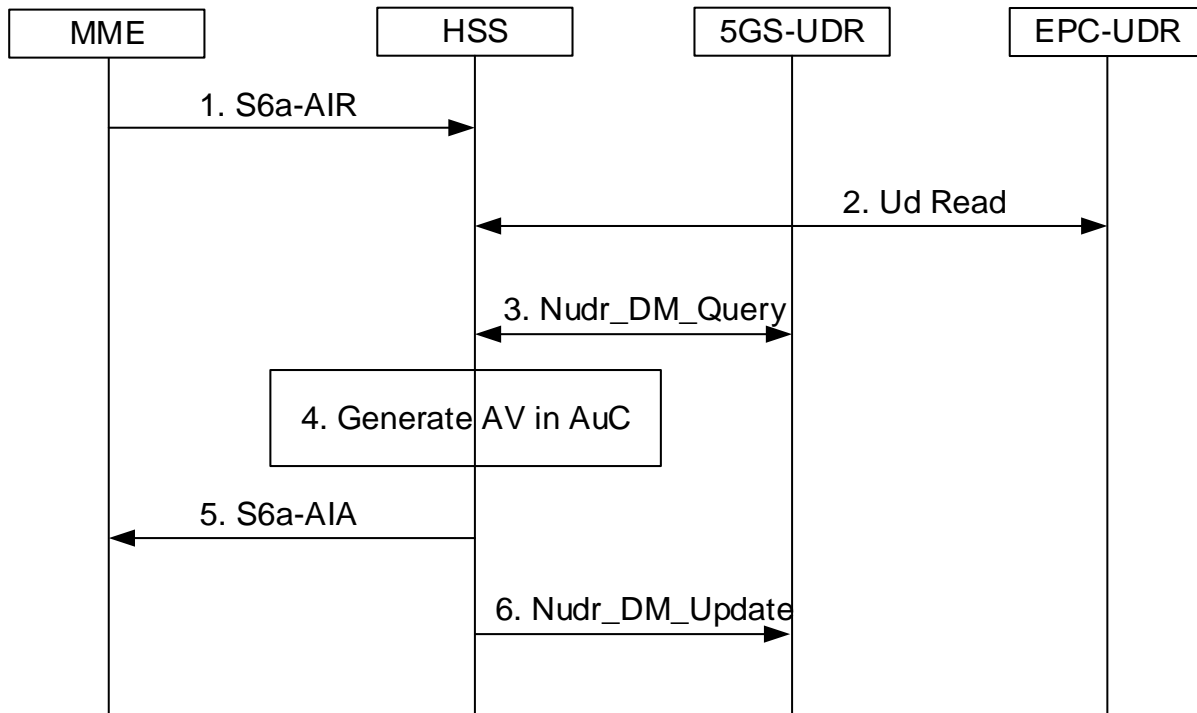 MME
HSS
5GS-UDR
EPC-UDR
1. S6a-AIR
2. Ud Read
3. Nudr_DM_Query
4. Generate AV in AuC
5. S6a-AIA
6. Nudr_DM_Update